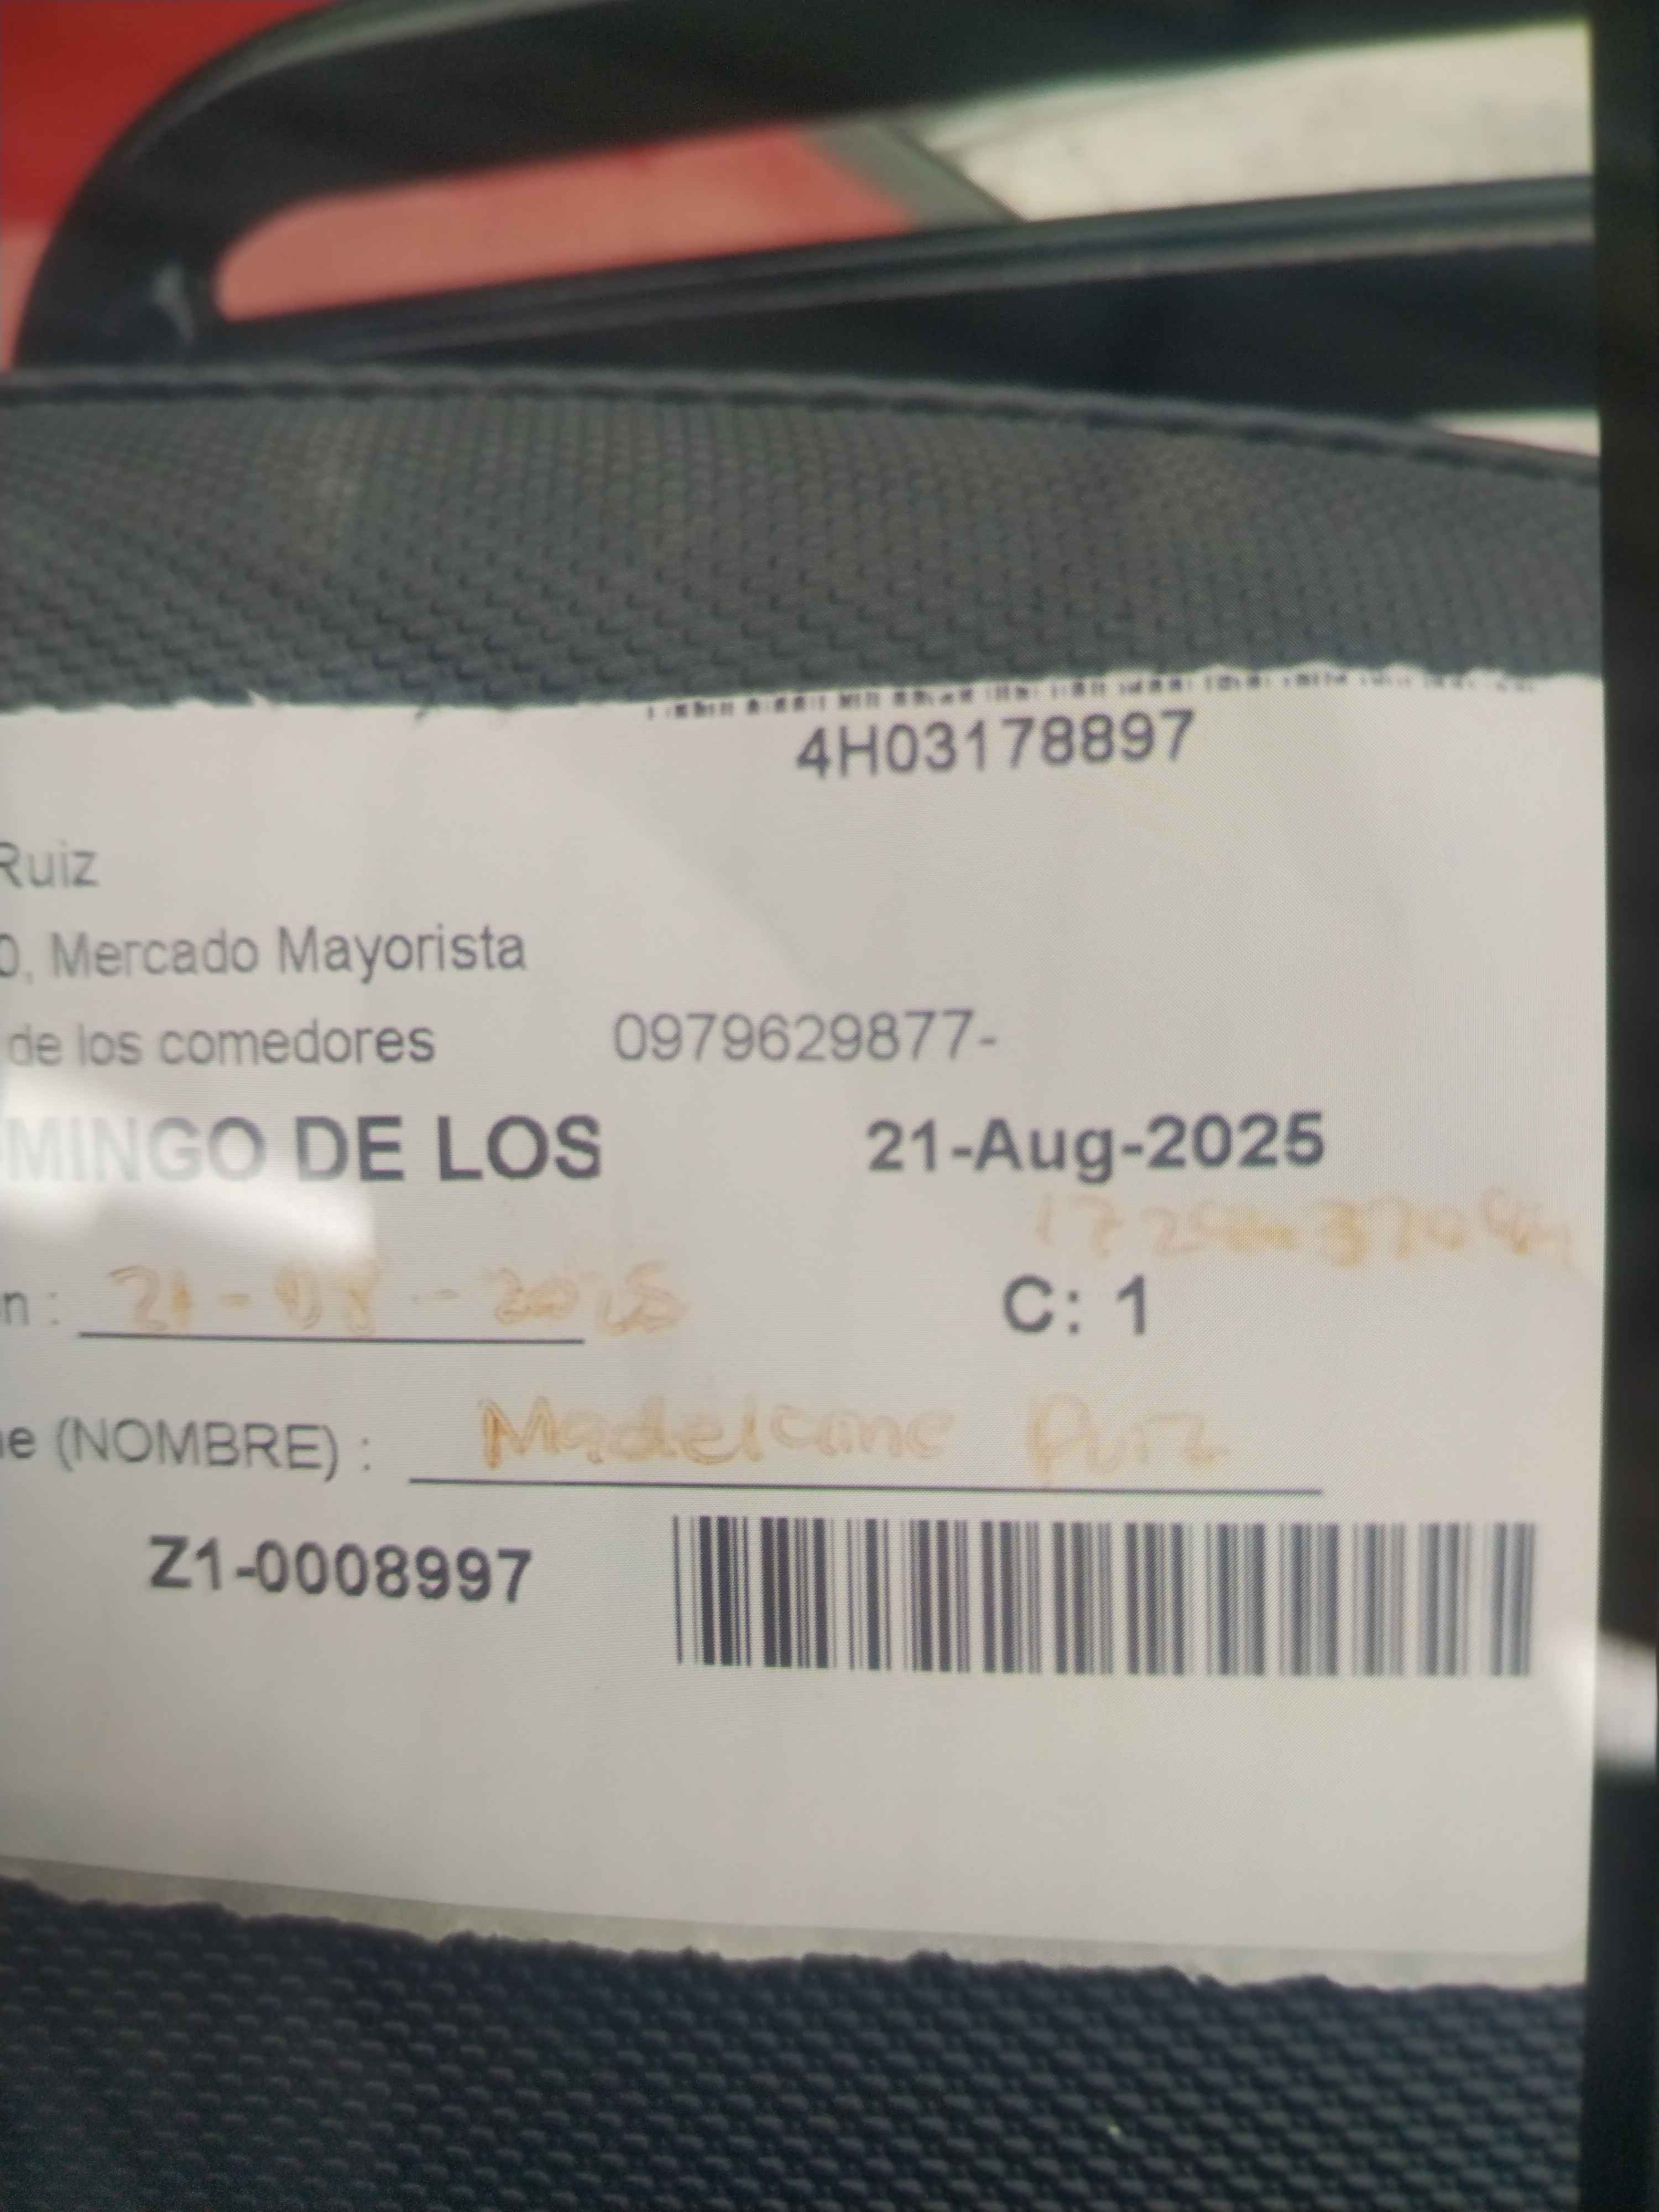 4H03178897
Ruiz
0, Mercado Mayorista
de los comedores 0979629877-
MINGO DE LOS 21-Aug-2025
n : 21-08-2025 C: 1
e (NOMBRE) : Ruiz
Z1-0008997